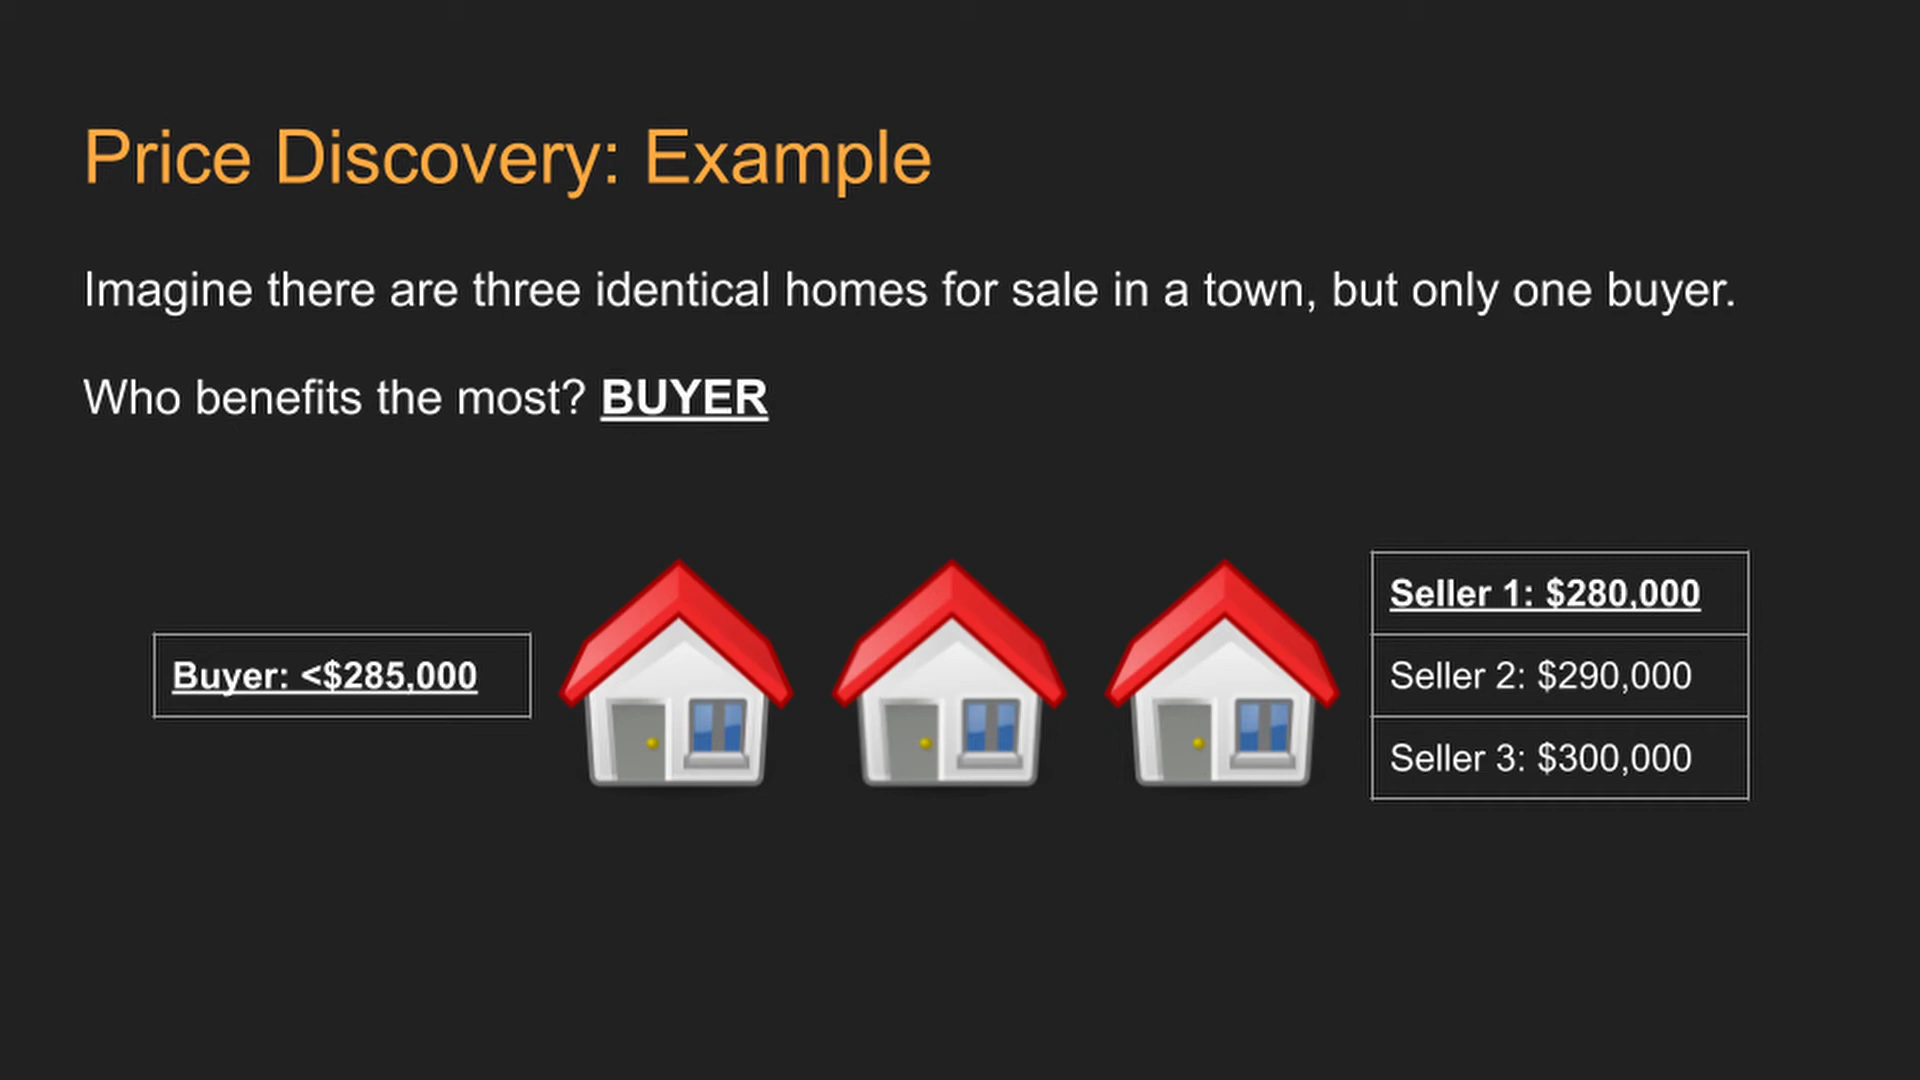 Price Discovery: Example
Imagine there are three identical homes for sale in a town, but only one buyer.
Who benefits the most? BUYER
Buyer: <$285,000
Seller 1: $280,000
Seller 2: $290,000
Seller 3: $300,000